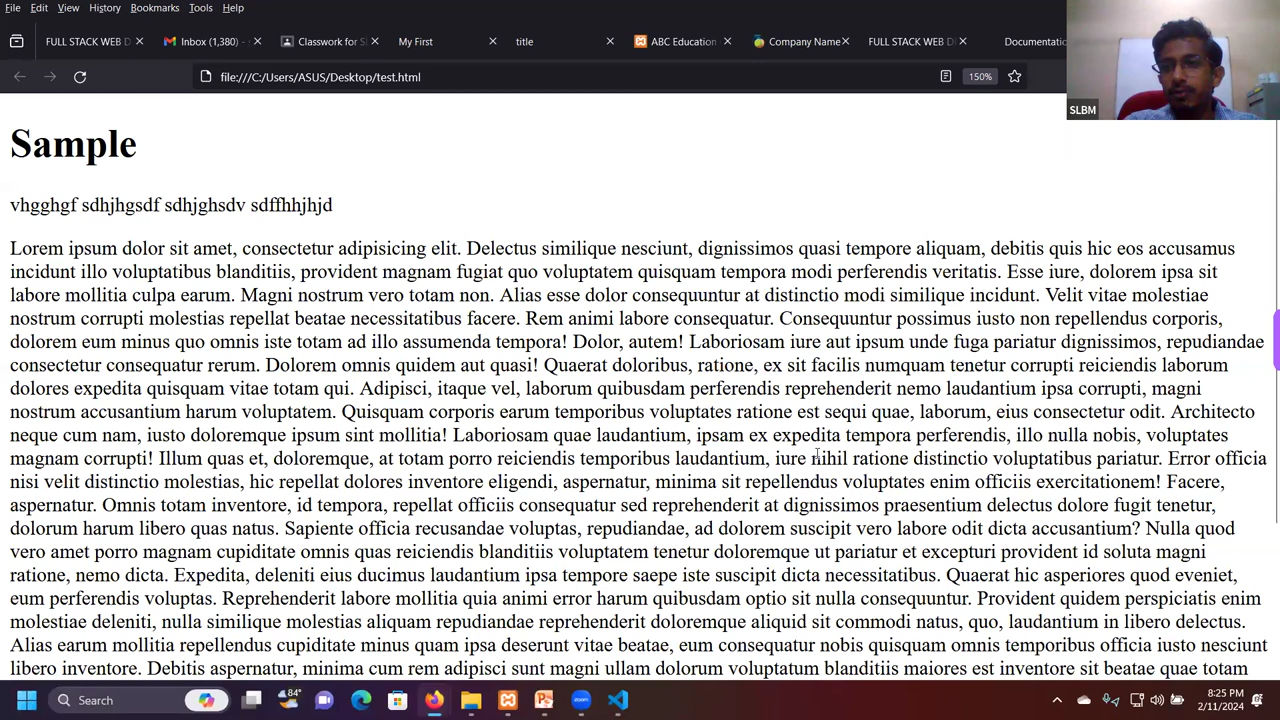 File Edit View History Bookmarks Tools Help
FULL STACK WEB D Inbox (1,380) - Classwork for S My First title ABC Education Company Name FULL STACK WEB D Documentatio
file:///C:/Users/ASUS/Desktop/test.html 150%
SLBM
Sample
vhgghgf sdhjhgsdf sdhjghsdv sdffhhjhjd
Lorem ipsum dolor sit amet, consectetur adipisicing elit. Delectus similique nesciunt, dignissimos quasi tempore aliquam, debitis quis hic eos accusamus
incidunt illo voluptatibus blanditiis, provident magnam fugiat quo voluptatem quisquam tempora modi perferendis veritatis. Esse iure, dolorem ipsa sit
labore mollitia culpa earum. Magni nostrum vero totam non. Alias esse dolor consequuntur at distinctio modi similique incidunt. Velit vitae molestiae
nostrum corrupti molestias repellat beatae necessitatibus facere. Rem animi labore consequatur. Consequuntur possimus iusto non repellendus corporis,
dolorem eum minus quo omnis iste totam ad illo assumenda tempora! Dolor, autem! Laboriosam iure aut ipsum unde fuga pariatur dignissimos, repudiandae
consectetur consequatur rerum. Dolorem omnis quidem aut quasi! Quaerat doloribus, ratione, ex sit facilis numquam tenetur corrupti reiciendis laborum
dolores expedita quisquam vitae totam qui. Adipisci, itaque vel, laborum quibusdam perferendis reprehenderit nemo laudantium ipsa corrupti, magni
nostrum accusantium harum voluptatem. Quisquam corporis earum temporibus voluptates ratione est sequi quae, laborum, eius consectetur odit. Architecto
neque cum nam, iusto doloremque ipsum sint mollitia! Laboriosam quae laudantium, ipsam ex expedita tempora perferendis, illo nulla nobis, voluptates
magnam corrupti! Illum quas et, doloremque, at totam porro reiciendis temporibus laudantium, iure nihil ratione distinctio voluptatibus pariatur. Error officia
nisi velit distinctio molestias, hic repellat dolores inventore eligendi, aspernatur, minima sit repellendus voluptates enim officiis exercitationem! Facere,
aspernatur. Omnis totam inventore, id tempora, repellat officiis consequatur sed reprehenderit at dignissimos praesentium delectus dolore fugit tenetur,
dolorum harum libero quas natus. Sapiente officia recusandae voluptas, repudiandae, ad dolorem suscipit vero labore odit dicta accusantium? Nulla quod
vero amet porro magnam cupiditate omnis quas reiciendis blanditiis voluptatem tenetur doloremque ut pariatur et excepturi provident id soluta magni
ratione, nemo dicta. Expedita, deleniti eius ducimus laudantium ipsa tempore saepe iste suscipit dicta necessitatibus. Quaerat hic asperiores quod eveniet,
eum perferendis voluptas. Reprehenderit labore mollitia quia animi error harum quibusdam optio sit nulla consequuntur. Provident quidem perspiciatis enim
molestiae deleniti, nulla similique molestias aliquam repudiandae reprehenderit doloremque aliquid sit commodi natus, quo, laudantium in libero delectus.
Alias earum mollitia repellendus cupiditate minus quam ipsa deserunt vitae beatae, eum consequatur nobis quisquam omnis temporibus officia iusto nesciunt
libero inventore. Debitis aspernatur, minima cum rem adipisci sunt magni ullam dolorum voluptatum blanditiis maiores est inventore sit beatae quae totam
Search 84° 8:25 PM
2/11/2024